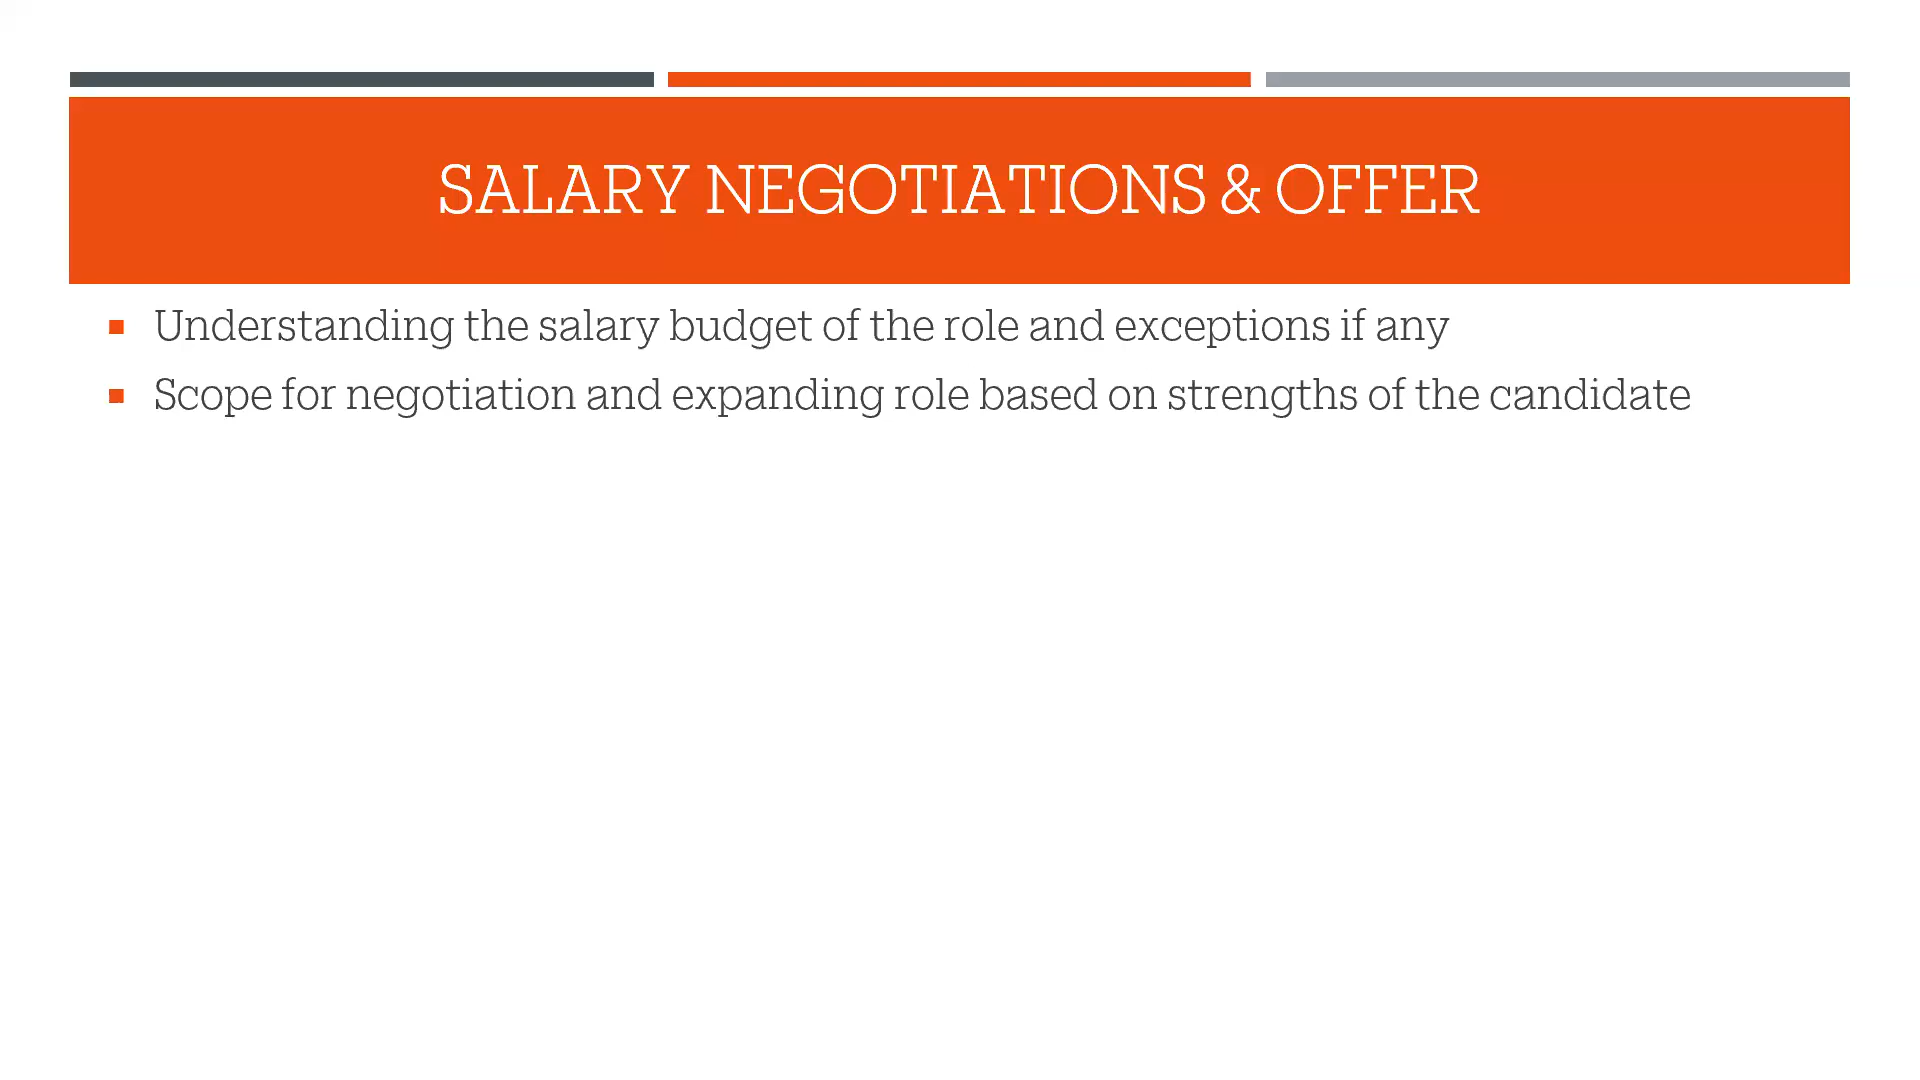 SALARY NEGOTIATIONS & OFFER
Understanding the salary budget of the role and exceptions if any
Scope for negotiation and expanding role based on strengths of the candidate